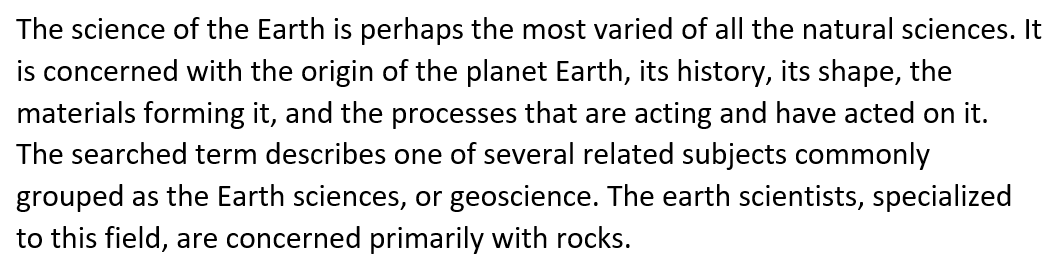 The science of the Earth is perhaps the most varied of all the natural sciences. It
is concerned with the origin of the planet Earth, its history, its shape, the
materials forming it, and the processes that are acting and have acted on it.
The searched term describes one of several related subjects commonly
grouped as the Earth sciences, or geoscience. The earth scientists, specialized
to this field, are concerned primarily with rocks.